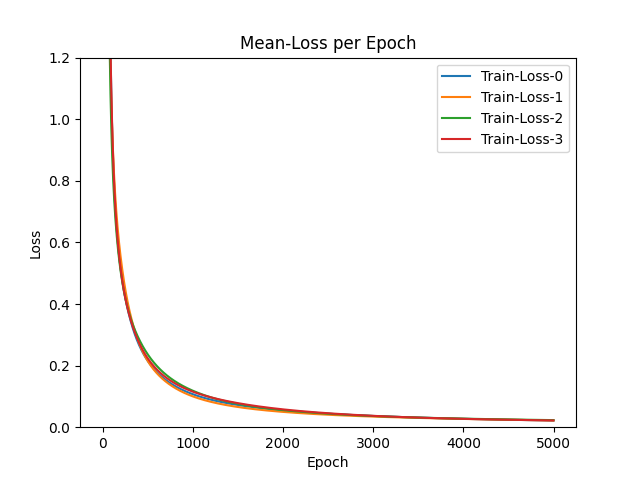 Mean-Loss per Epoch
Train-Loss-0
Train-Loss-1
Train-Loss-2
Train-Loss-3
Loss
1.2
1.0
0.8
0.6
0.4
0.2
0.0
0 1000 2000 3000 4000 5000
Epoch